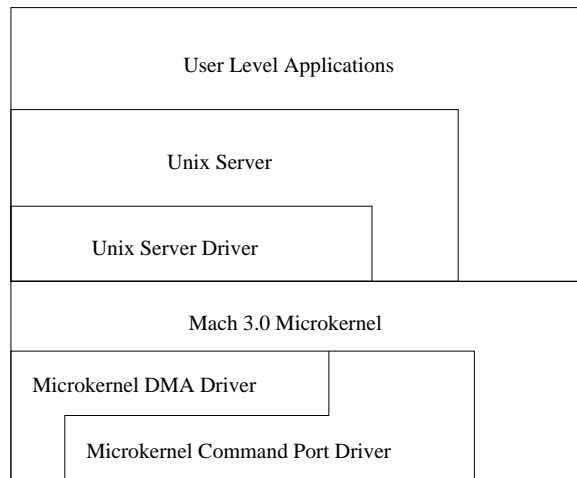 User Level Applications
Unix Server
Unix Server Driver
Mach 3.0 Microkernel
Microkernel DMA Driver
Microkernel Command Port Driver